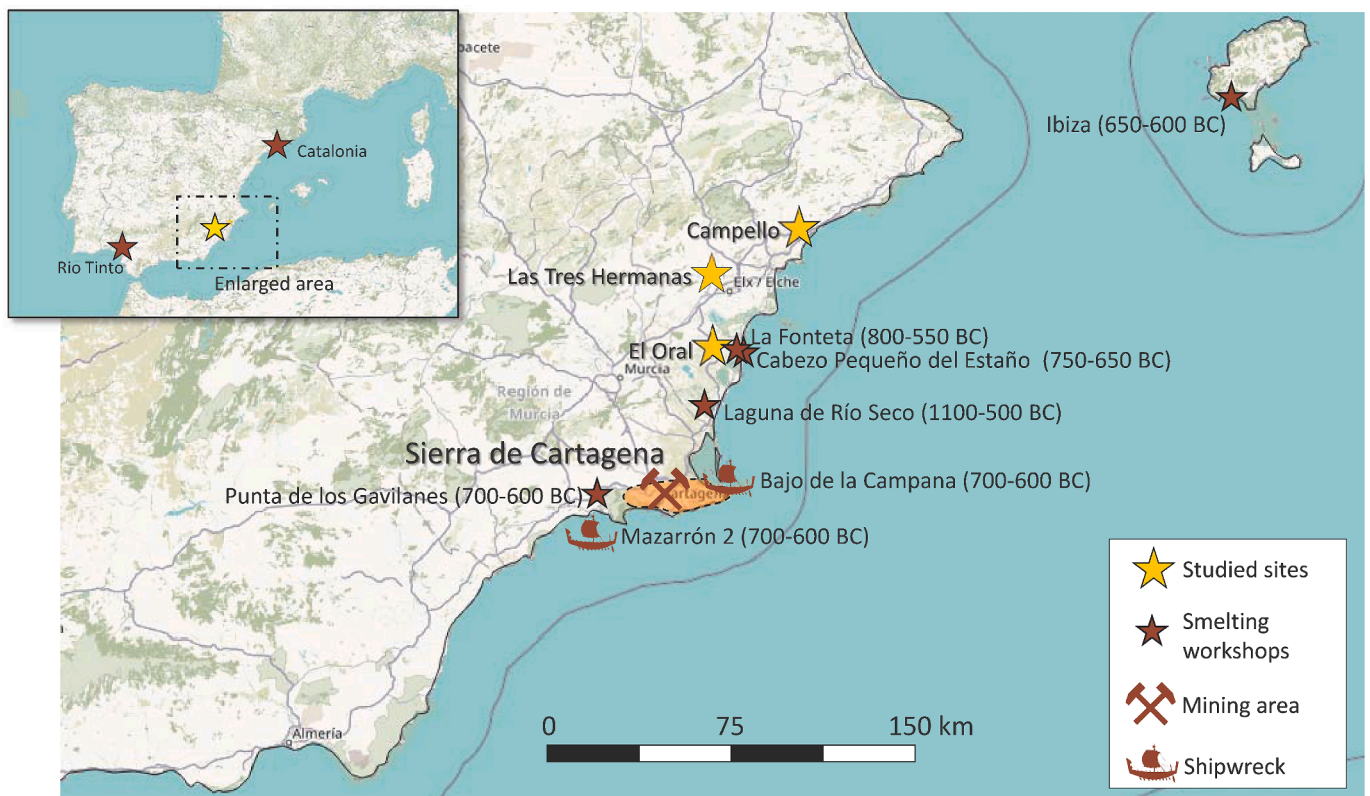 bacete
Catalonia
Rio Tinto
Enlarged area
Ibiza (650-600 BC)
Campello
Las Tres Hermanas
Elx / Elche
La Fonteta (800-550 BC)
El Oral
Cabezo Pequeño del Estaño (750-650 BC)
Murcia
Región de
Murcia
Laguna de Río Seco (1100-500 BC)
Sierra de Cartagena
Bajo de la Campana (700-600 BC)
Punta de los Gavilanes (700-600 BC)
Cartagena
Mazarrón 2 (700-600 BC)
Almería
0 75 150 km
Studied sites
Smelting
workshops
Mining area
Shipwreck